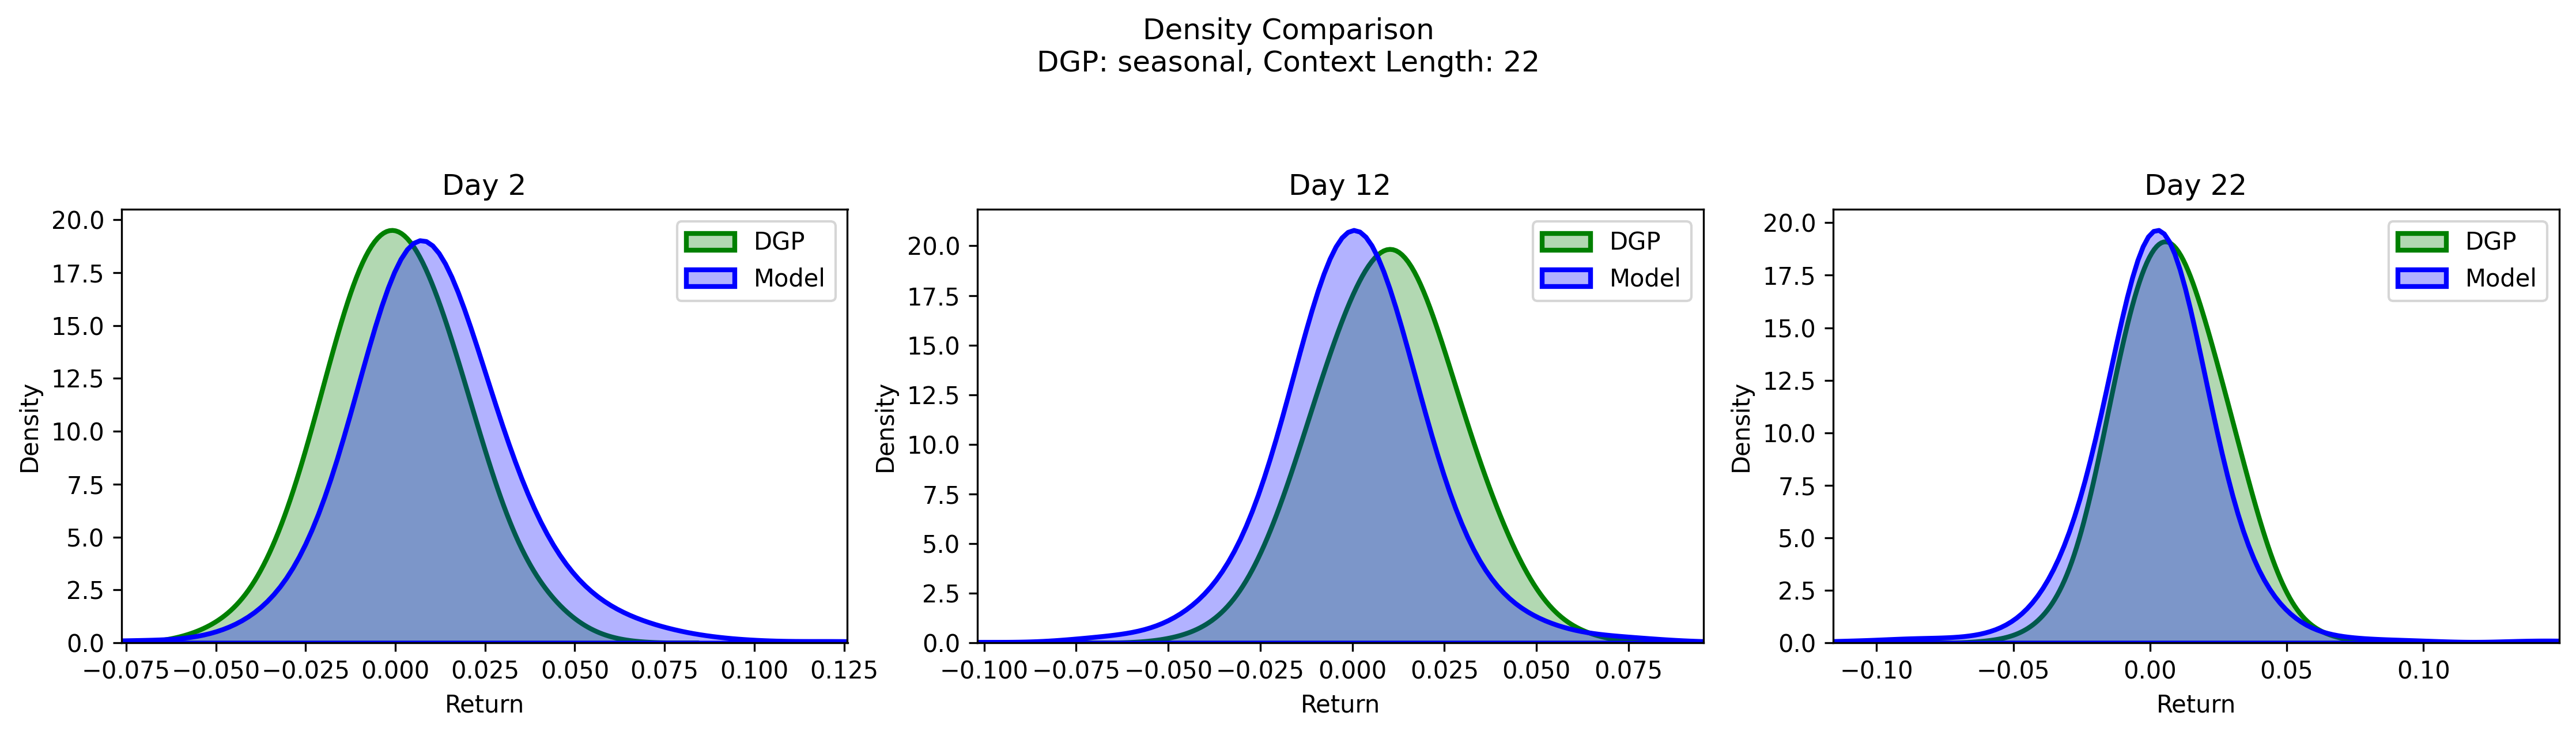 Density Comparison
DGP: seasonal, Context Length: 22
Day 2
20.0
17.5
15.0
12.5
10.0
7.5
5.0
2.5
0.0
Density
−0.075 −0.050 −0.025 0.000 0.025 0.050 0.075 0.100 0.125
Return
DGP
Model
Day 12
20.0
17.5
15.0
12.5
10.0
7.5
5.0
2.5
0.0
Density
−0.100 −0.075 −0.050 −0.025 0.000 0.025 0.050 0.075
Return
DGP
Model
Day 22
20.0
17.5
15.0
12.5
10.0
7.5
5.0
2.5
0.0
Density
−0.10 −0.05 0.00 0.05 0.10
Return
DGP
Model